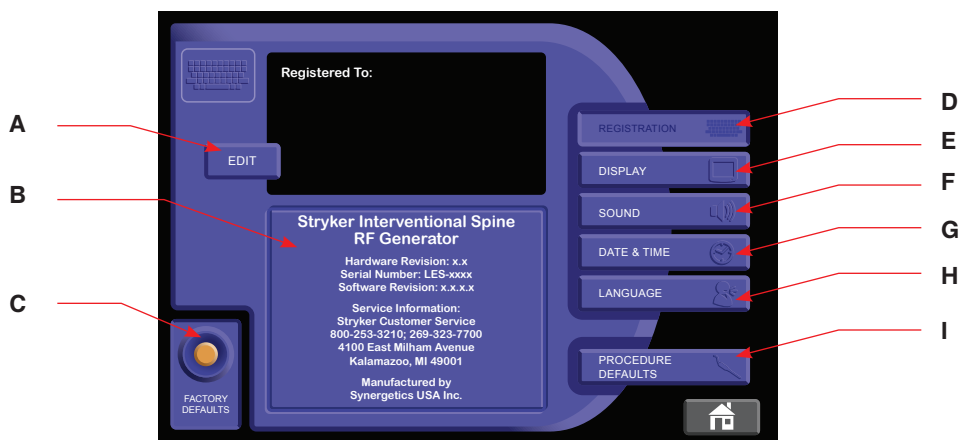 A
B
C
Registered To:
EDIT
Stryker Interventional Spine
RF Generator
Hardware Revision: x.x
Serial Number: LES-xxxx
Software Revision: x.x.x.x
Service Information:
Stryker Customer Service
800-253-3210; 269-323-7700
4100 East Milham Avenue
Kalamazoo, MI 49001
Manufactured by
Synergetics USA Inc.
FACTORY
DEFAULTS
REGISTRATION
DISPLAY
SOUND
DATE & TIME
LANGUAGE
PROCEDURE
DEFAULTS
D
E
F
G
H
I